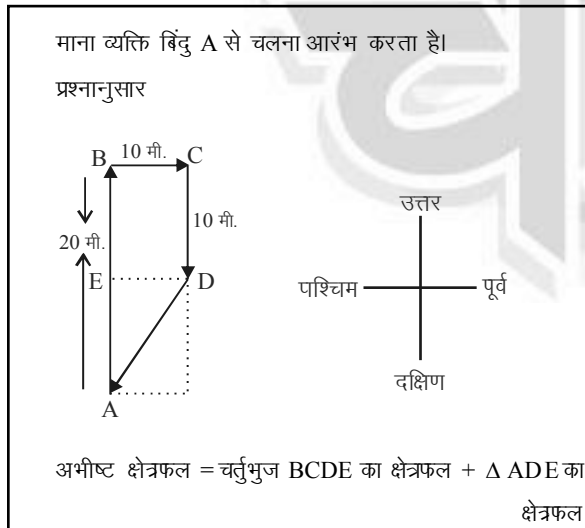 माना व्यक्ति बिंदु A से चलना आरंभ करता है।
प्रश्नानुसार
B 10 मी. C
10 मी.
20 मी.
E D
A
उत्तर
पश्चिम पूर्व
दक्षिण
अभीष्ट क्षेत्रफल = चर्तुभुज BCDE का क्षेत्रफल + Δ ADE का
क्षेत्रफल